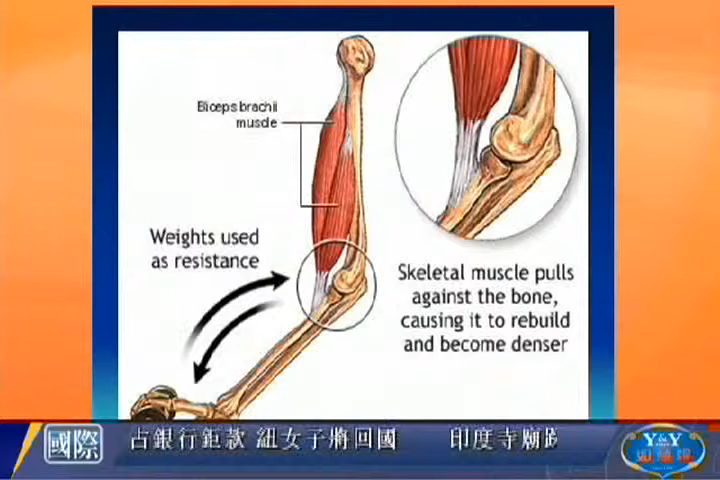 Biceps brachii
muscle
Weights used
as resistance
Skeletal muscle pulls
against the bone,
causing it to rebuild
and become denser
國際
占銀行鉅款 紐女子將回國 印度寺廟
Y&Y